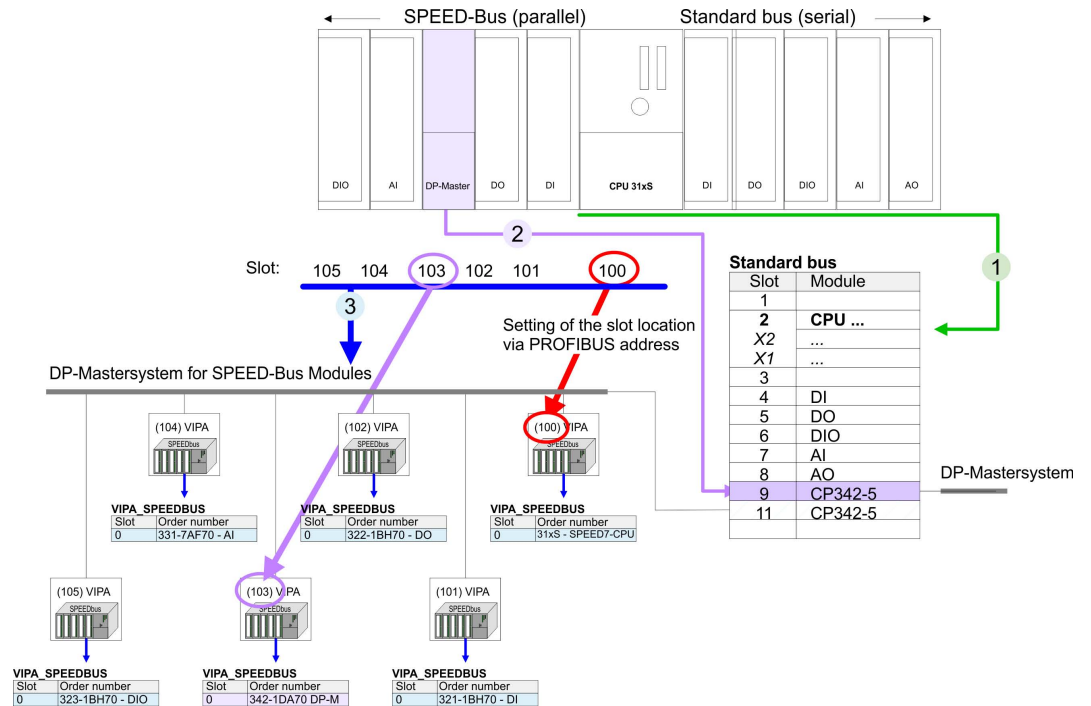 SPEED-Bus (parallel)
Standard bus (serial)
DIO
AI
DP-Master
DO
DI
CPU 31xS
DI
DO
DIO
AI
AO
2
1
Slot:
105
104
103
102
101
100
3
Setting of the slot location
via PROFIBUS address
Standard bus
Slot Module
1
2 CPU ...
X2 ...
X1 ...
3
4 DI
5 DO
6 DIO
7 AI
8 AO
9 CP342-5
11 CP342-5
DP-Mastersystem
DP-Mastersystem for SPEED-Bus Modules
(104) VIPA
SPEEDbus
VIPA_SPEEDBUS
Slot Order number
0 331-7AF70 - AI
(102) VIPA
SPEEDbus
VIPA_SPEEDBUS
Slot Order number
0 322-1BH70 - DO
(100) VIPA
SPEEDbus
VIPA_SPEEDBUS
Slot Order number
0 31xS - SPEED7-CPU
(105) VIPA
SPEEDbus
VIPA_SPEEDBUS
Slot Order number
0 323-1BH70 - DIO
(103) VIPA
SPEEDbus
VIPA_SPEEDBUS
Slot Order number
0 342-1DA70 DP-M
(101) VIPA
SPEEDbus
VIPA_SPEEDBUS
Slot Order number
0 321-1BH70 - DI